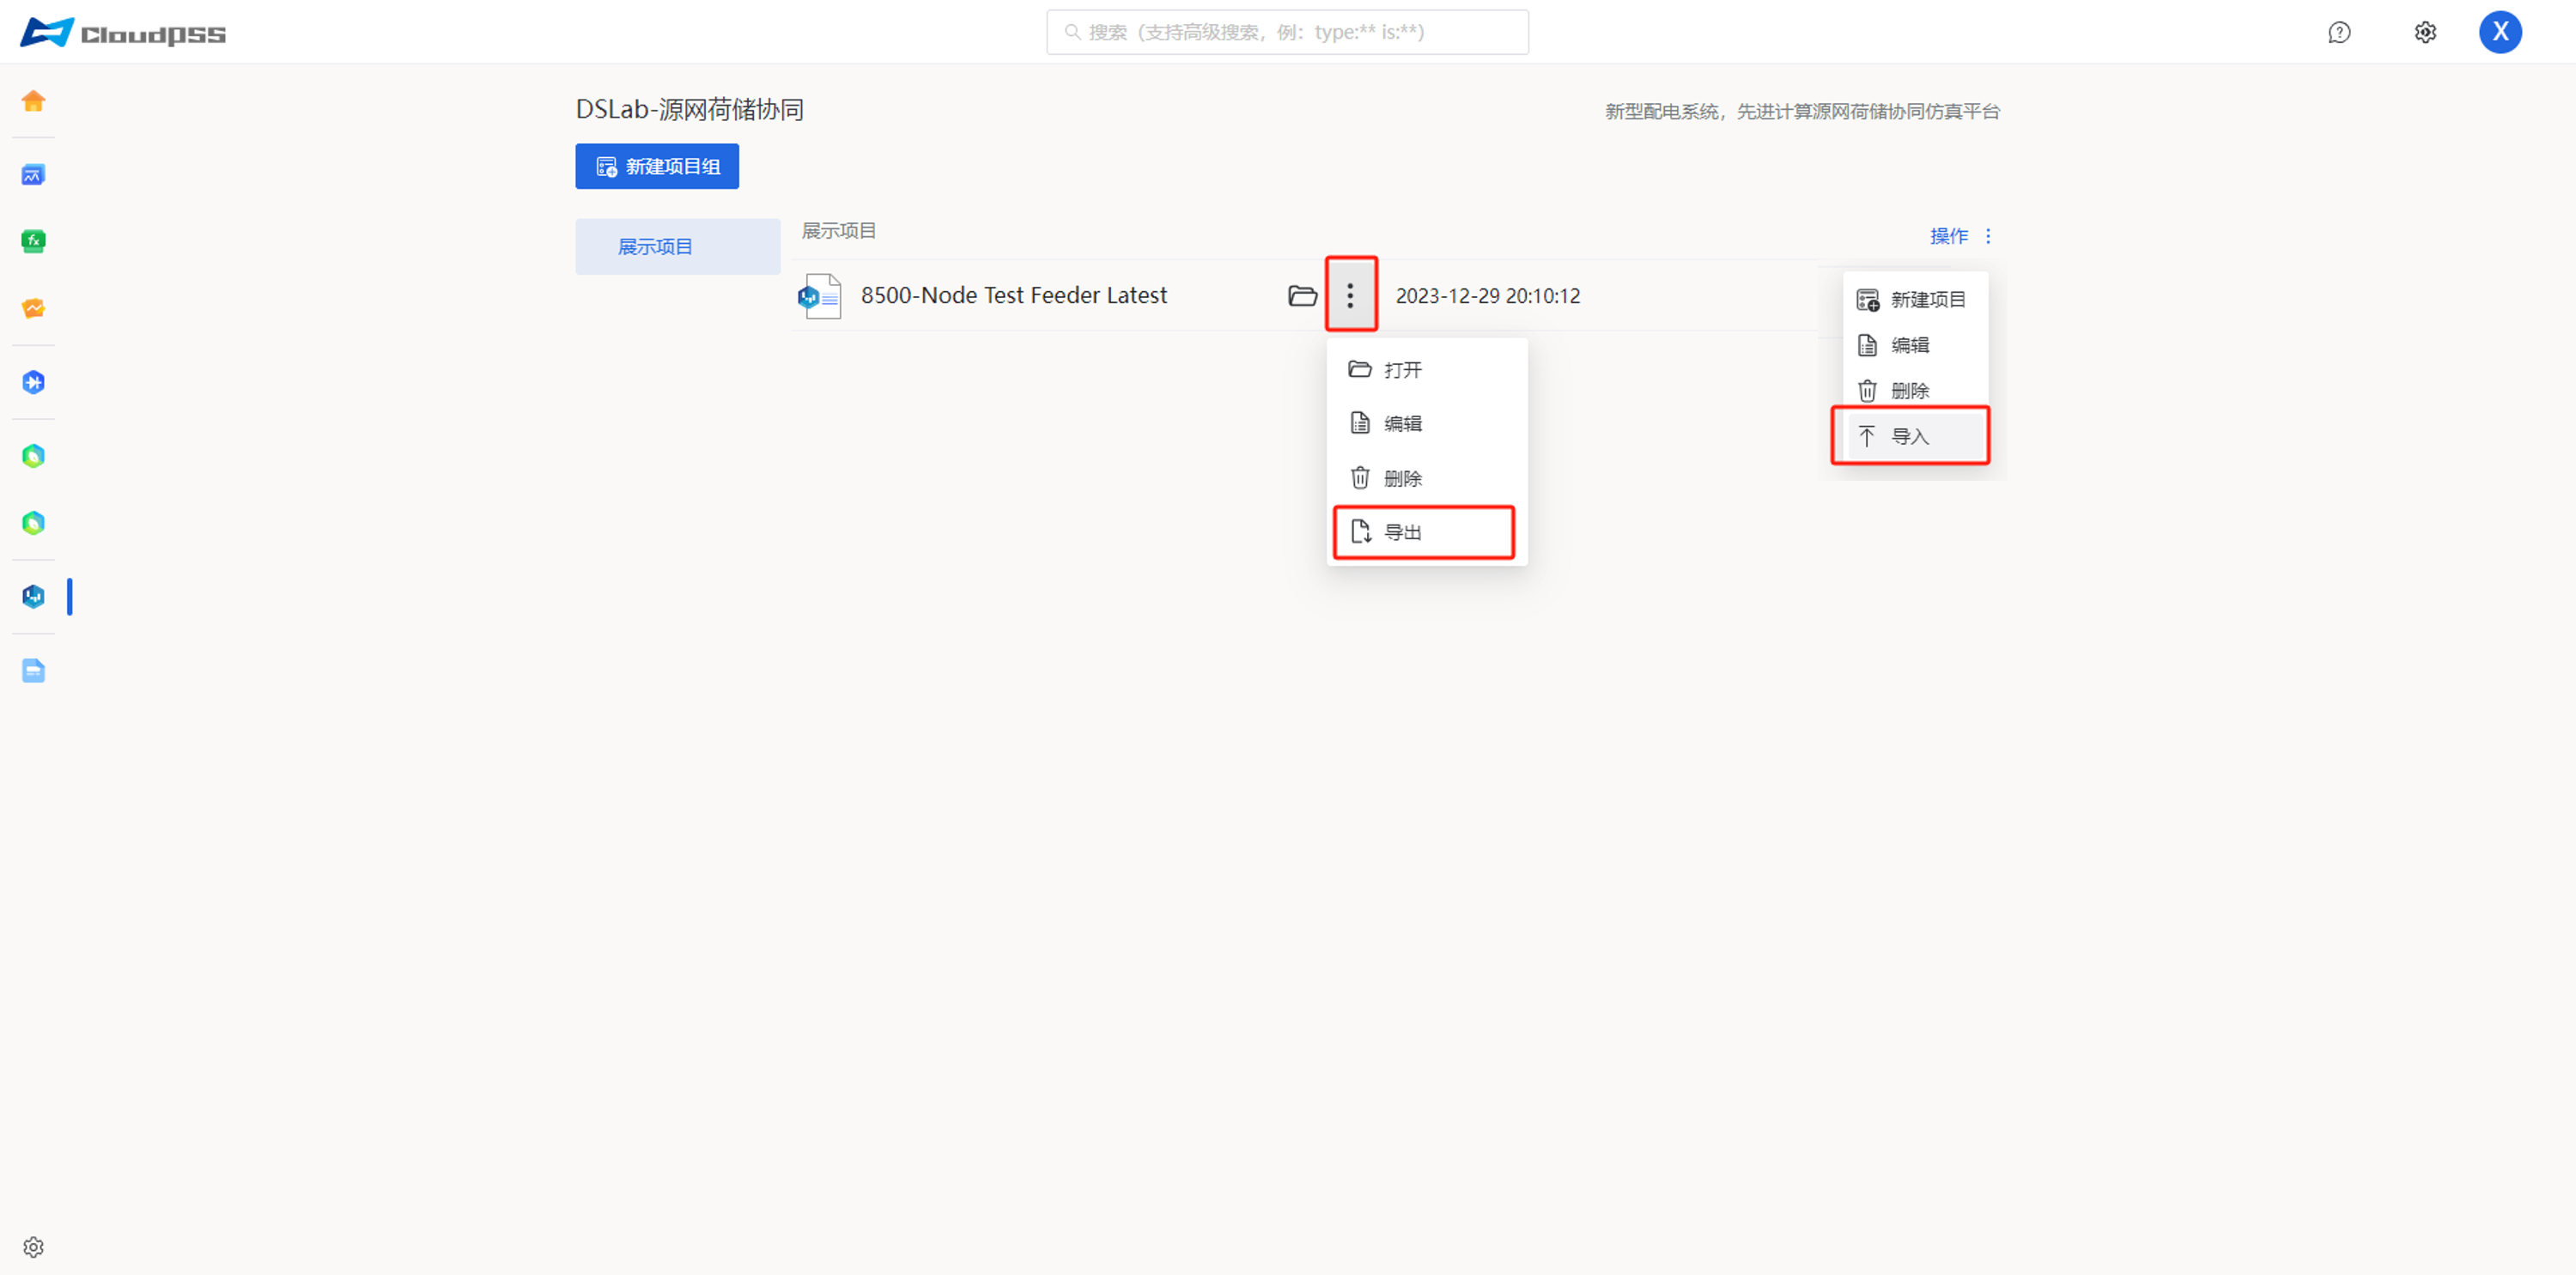 CloudPSS
搜索（支持高级搜索，例：type:** is:**）
X
DSLab-源网荷储协同
新型配电系统，先进计算源网荷储协同仿真平台
新建项目组
展示项目
展示项目
操作
8500-Node Test Feeder Latest
2023-12-29 20:10:12
打开
编辑
删除
导出
新建项目
编辑
删除
导入